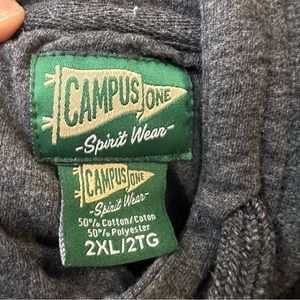 CAMPUS ONE
-Spirit Wear-
CAMPUS ONE
Spirit Wear
50% Cotton/Coton
50% Polyester
2XL/2TG